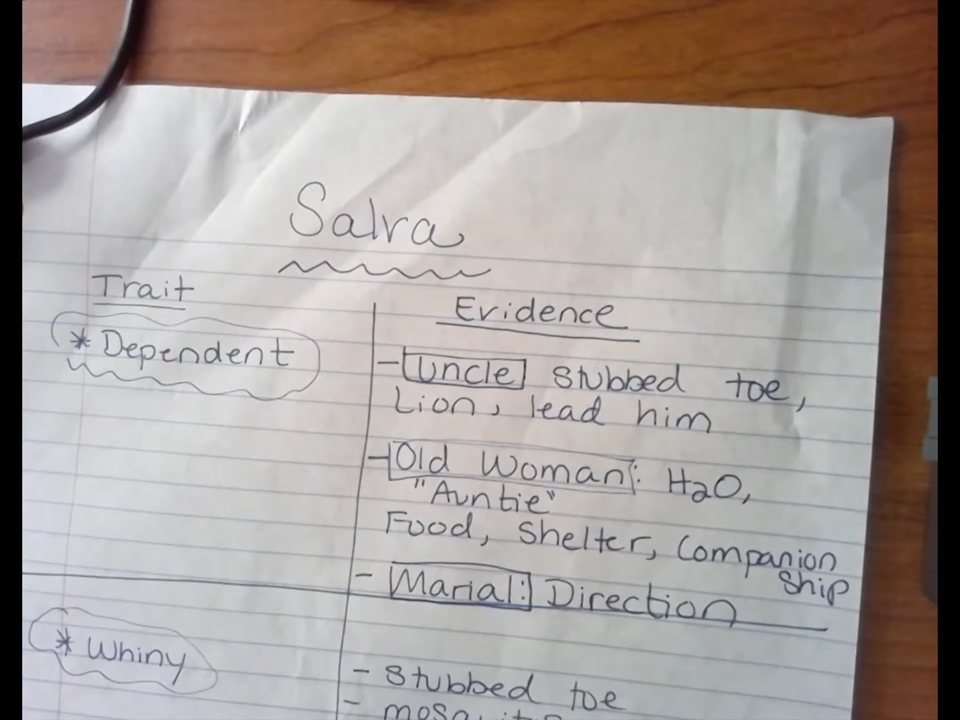 Salva
Trait
Evidence
* Dependent
- Uncle stubbed toe,
Lion, lead him
- Old Woman: H2O,
"Auntie"
Food, Shelter, Companion
ship
- Marial: Direction
* Whiny
- stubbed toe
-